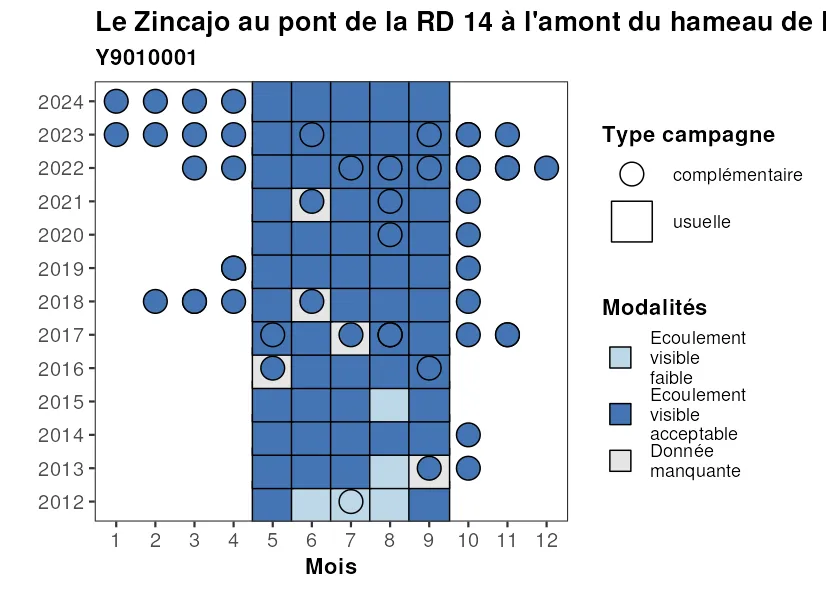 Le Zincajo au pont de la RD 14 à l'amont du hameau de
Y9010001
2024
2023
2022
2021
2020
2019
2018
2017
2016
2015
2014
2013
2012
1 2 3 4 5 6 7 8 9 10 11 12
Mois
Type campagne
complémentaire
usuelle
Modalités
Ecoulement
visible
faible
Ecoulement
visible
acceptable
Donnée
manquante